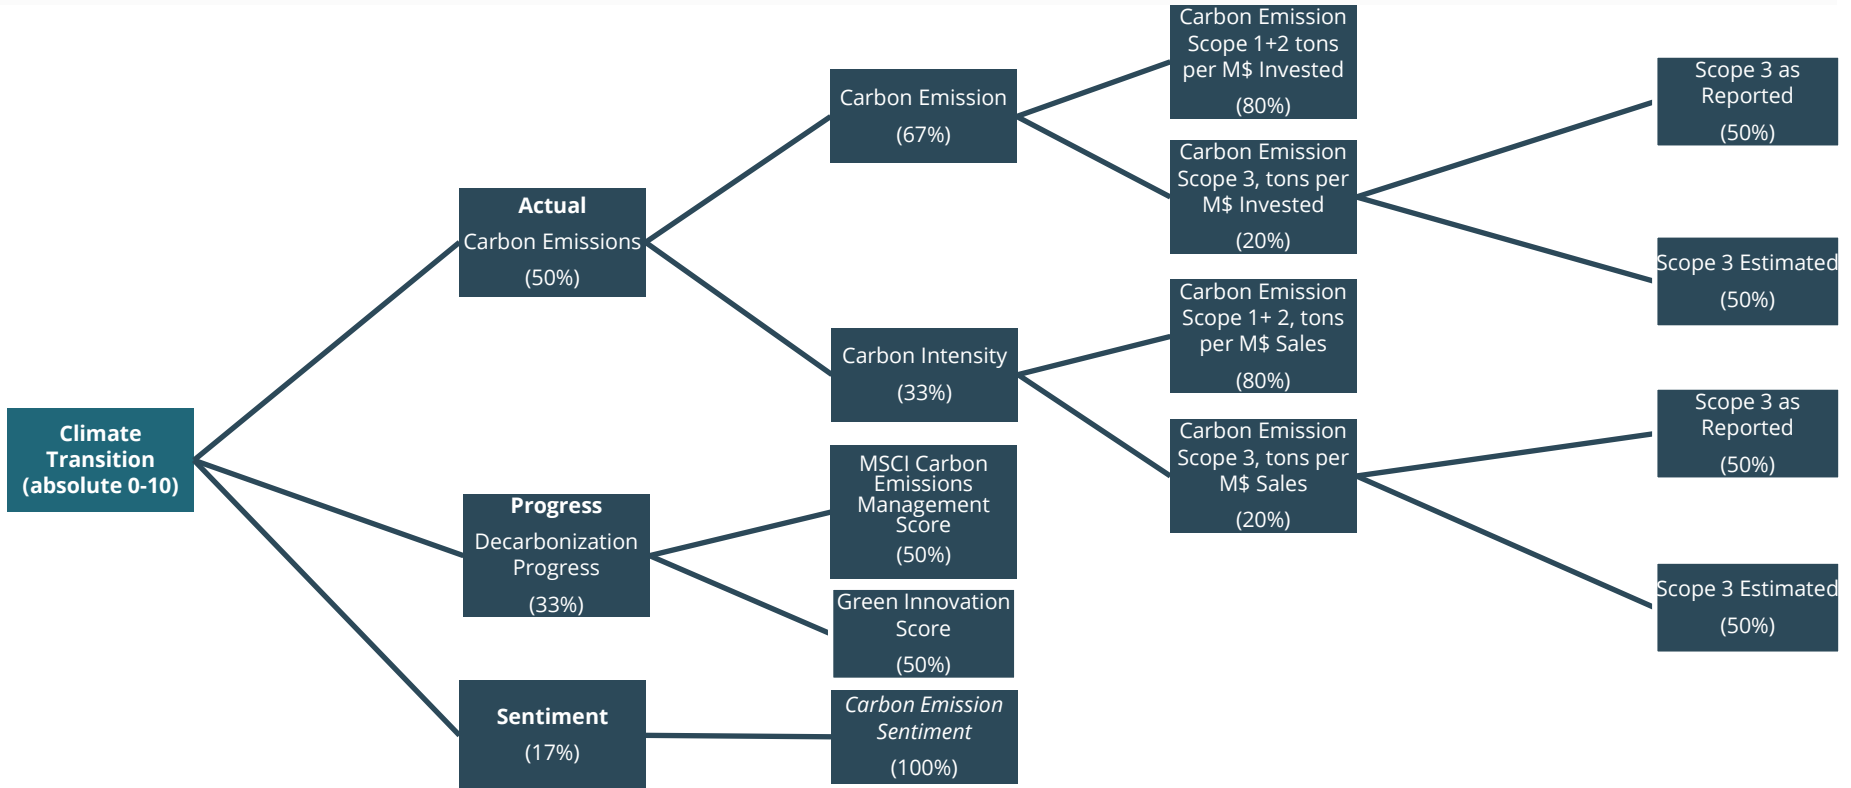 Climate
Transition
(absolute 0-10)
Actual
Carbon Emissions
(50%)
Progress
Decarbonization
Progress
(33%)
Sentiment
(17%)
Carbon Emission
(67%)
Carbon Intensity
(33%)
MSCI Carbon
Emissions
Management
Score
(50%)
Green Innovation
Score
(50%)
Carbon Emission
Sentiment
(100%)
Carbon Emission
Scope 1+2 tons
per M$ Invested
(80%)
Carbon Emission
Scope 3, tons per
M$ Invested
(20%)
Carbon Emission
Scope 1+ 2, tons
per M$ Sales
(80%)
Carbon Emission
Scope 3, tons per
M$ Sales
(20%)
Scope 3 as
Reported
(50%)
Scope 3 Estimated
(50%)
Scope 3 as
Reported
(50%)
Scope 3 Estimated
(50%)